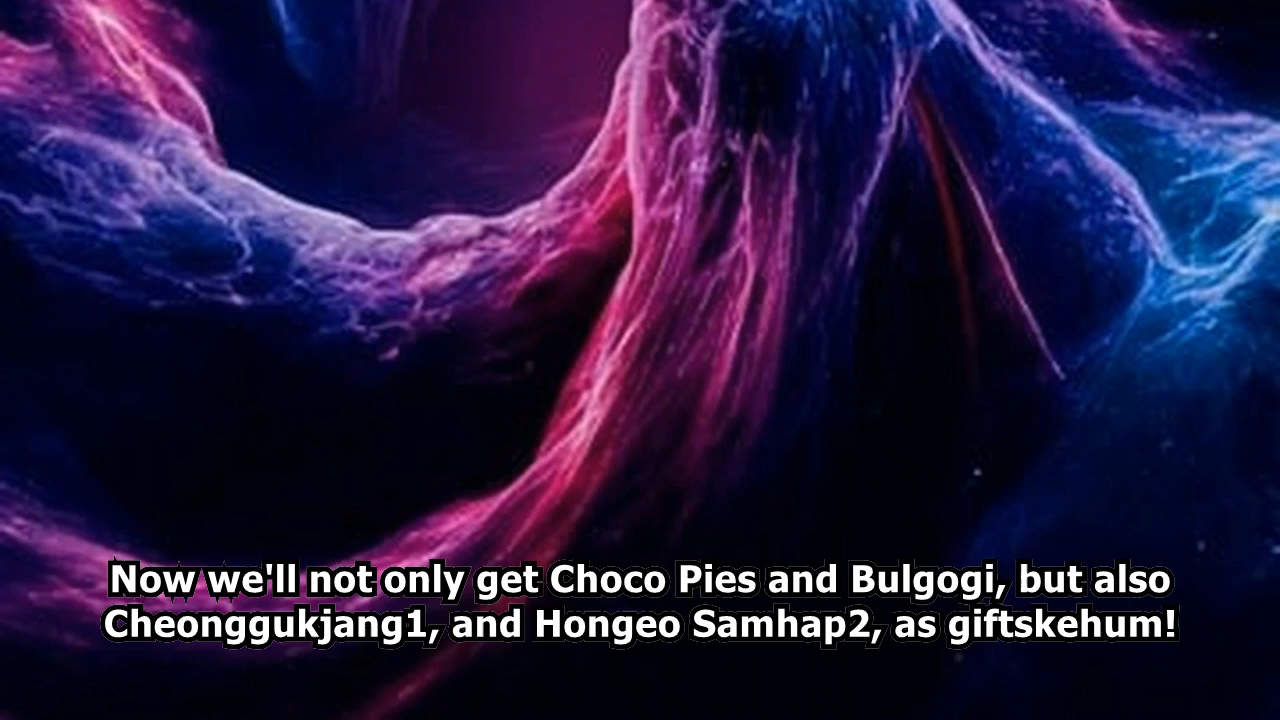 Now we'll not only get Choco Pies and Bulgogi, but also
Cheonggukjang1, and Hongeo Samhap2, as giftskehum!